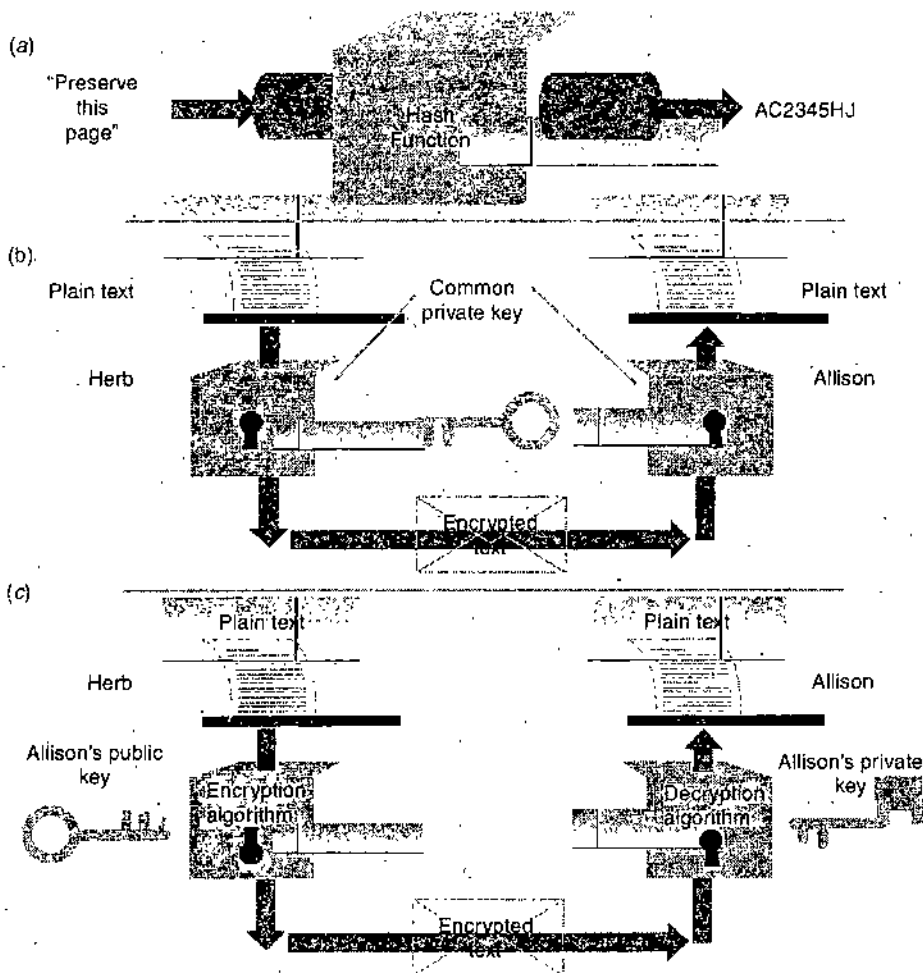 (a)
"Preserve
this
page"
Hash
Function
AC2345HJ
(b).
Plain text
Common
private key
Plain text
Herb
Allison
Encrypted
text
(c)
Plain text
Plain text
Herb
Allison
Allison's public
key
Encryption
algorithm
Decryption
algorithm
Allison's private
key
Encrypted
text